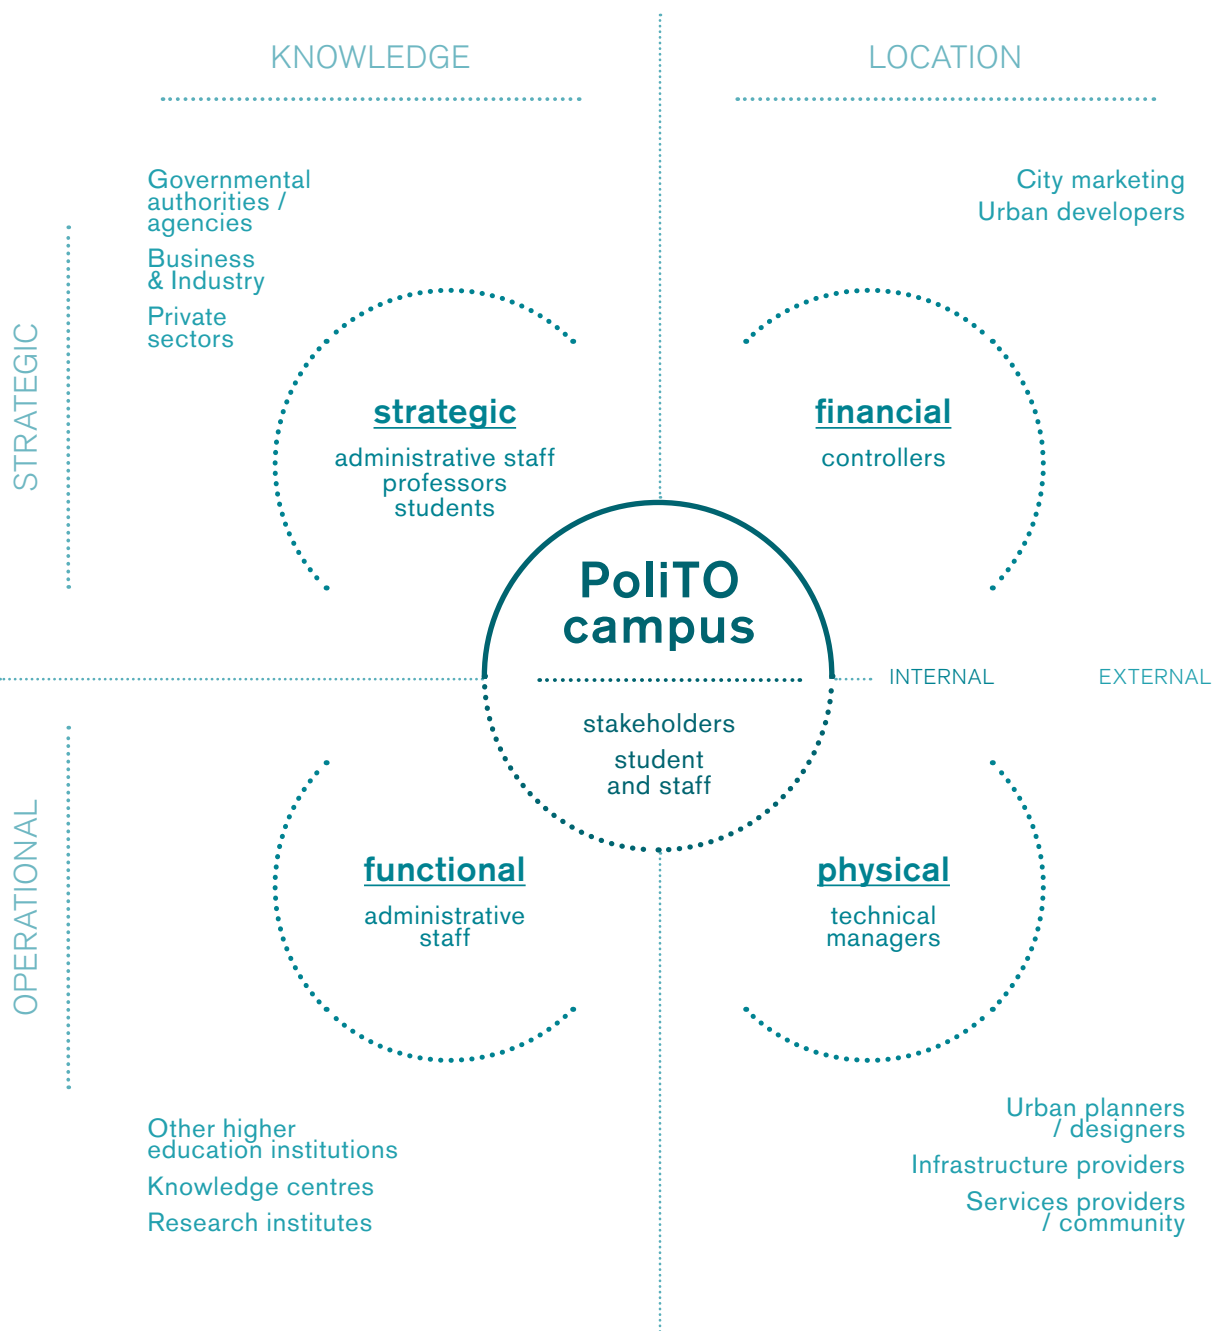 KNOWLEDGE
LOCATION
STRATEGIC
Governmental
authorities /
agencies
Business
& Industry
Private
sectors
City marketing
Urban developers
strategic
administrative staff
professors
students
financial
controllers
PoliTO
campus
stakeholders
student
and staff
INTERNAL
EXTERNAL
OPERATIONAL
functional
administrative
staff
physical
technical
managers
Other higher
education institutions
Knowledge centres
Research institutes
Urban planners
/ designers
Infrastructure providers
Services providers
/ community